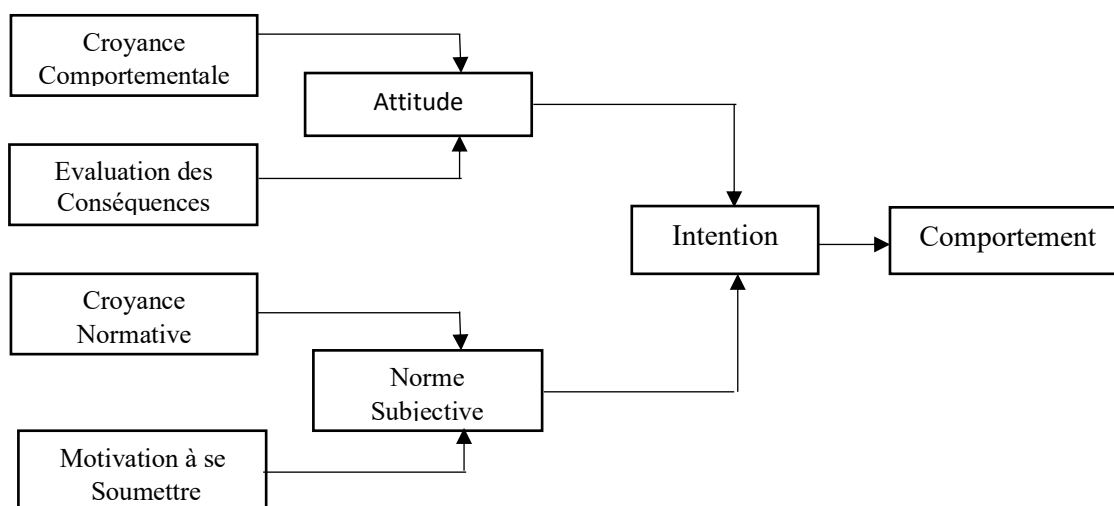 Croyance
Comportementale
Attitude
Evaluation des
Conséquences
Intention
Comportement
Croyance
Normative
Norme
Subjective
Motivation à se
Soumettre